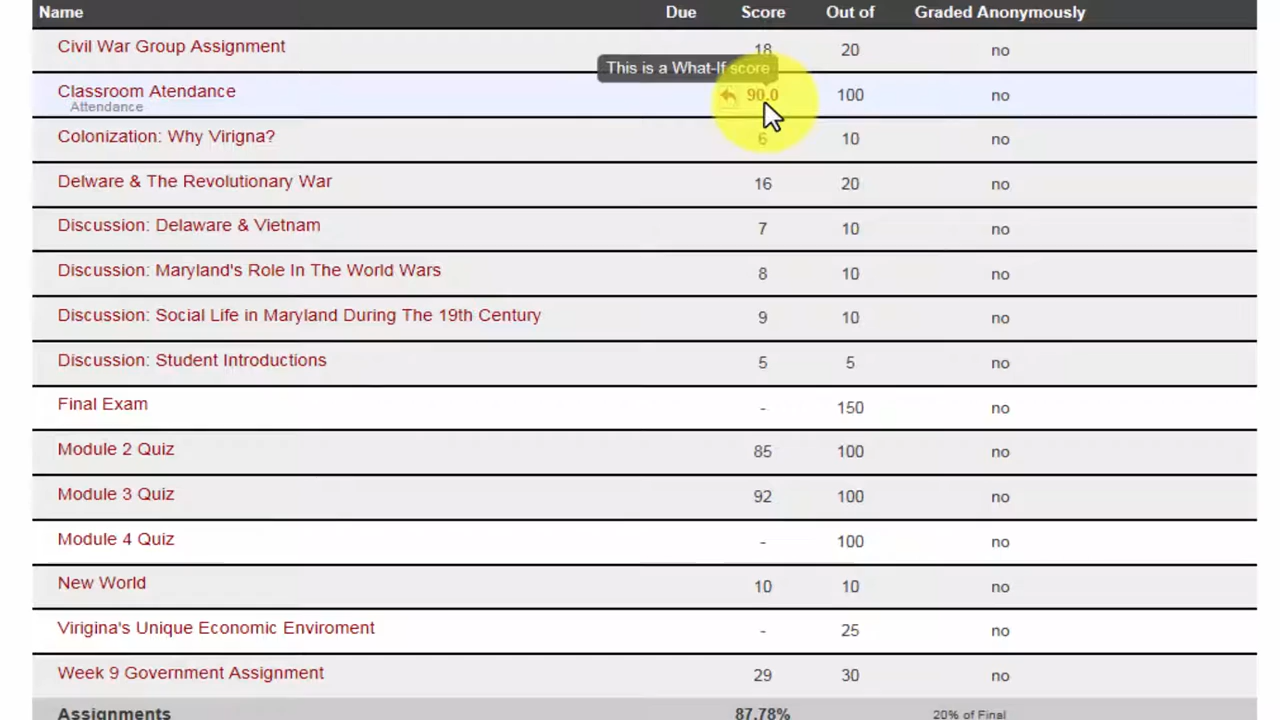 Name Due Score Out of Graded Anonymously
Civil War Group Assignment 18 20 no
This is a What-If score
Classroom Atendance 90.0 100 no
Attendance
Colonization: Why Virigna? 6 10 no
Delware & The Revolutionary War 16 20 no
Discussion: Delaware & Vietnam 7 10 no
Discussion: Maryland's Role In The World Wars 8 10 no
Discussion: Social Life in Maryland During The 19th Century 9 10 no
Discussion: Student Introductions 5 5 no
Final Exam - 150 no
Module 2 Quiz 85 100 no
Module 3 Quiz 92 100 no
Module 4 Quiz - 100 no
New World 10 10 no
Virigina's Unique Economic Enviroment - 25 no
Week 9 Government Assignment 29 30 no
Assignments 87.78% 20% of Final